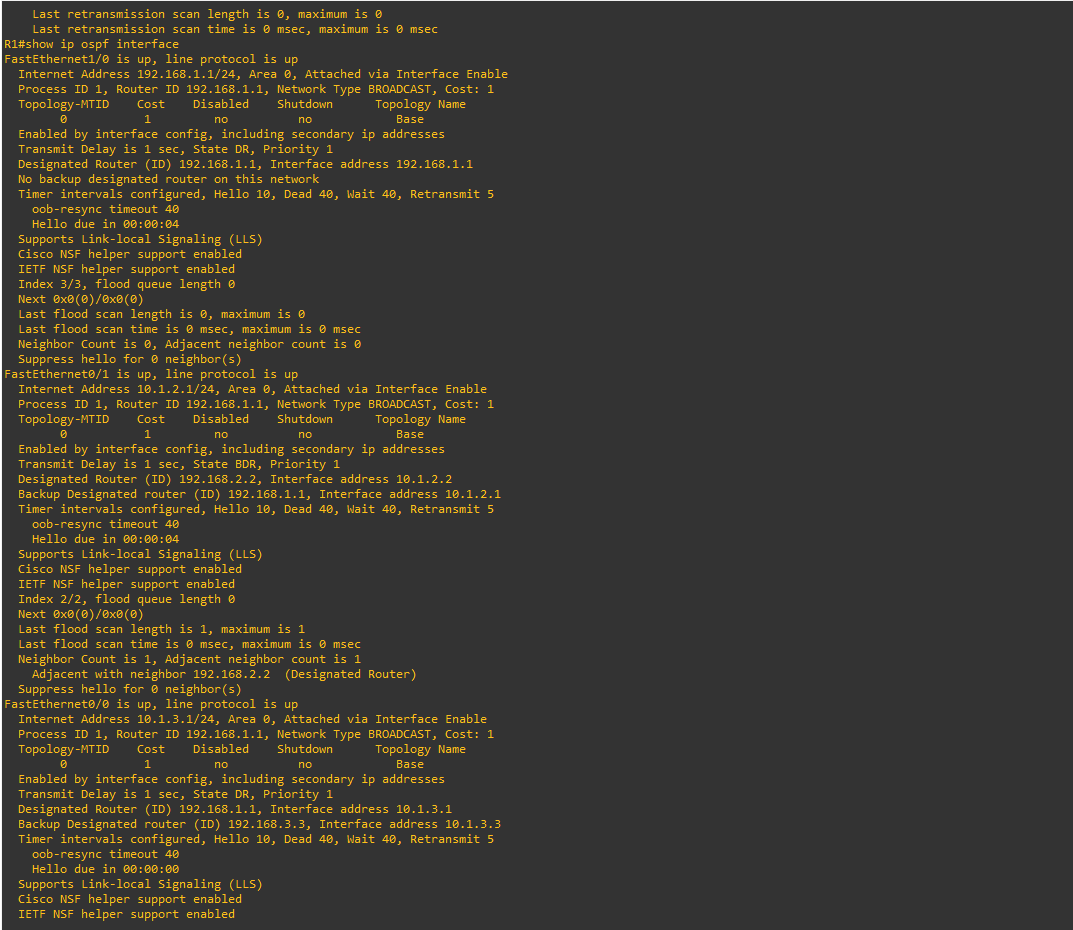 Last retransmission scan length is 0, maximum is 0
Last retransmission scan time is 0 msec, maximum is 0 msec
R1#show ip ospf interface
FastEthernet1/0 is up, line protocol is up
Internet Address 192.168.1.1/24, Area 0, Attached via Interface Enable
Process ID 1, Router ID 192.168.1.1, Network Type BROADCAST, Cost: 1
Topology-MTID    Cost    Disabled    Shutdown      Topology Name
0           1         no          no            Base
Enabled by interface config, including secondary ip addresses
Transmit Delay is 1 sec, State DR, Priority 1
Designated Router (ID) 192.168.1.1, Interface address 192.168.1.1
No backup designated router on this network
Timer intervals configured, Hello 10, Dead 40, Wait 40, Retransmit 5
oob-resync timeout 40
Hello due in 00:00:04
Supports Link-local Signaling (LLS)
Cisco NSF helper support enabled
IETF NSF helper support enabled
Index 3/3, flood queue length 0
Next 0x0(0)/0x0(0)
Last flood scan length is 0, maximum is 0
Last flood scan time is 0 msec, maximum is 0 msec
Neighbor Count is 0, Adjacent neighbor count is 0
Suppress hello for 0 neighbor(s)
FastEthernet0/1 is up, line protocol is up
Internet Address 10.1.2.1/24, Area 0, Attached via Interface Enable
Process ID 1, Router ID 192.168.1.1, Network Type BROADCAST, Cost: 1
Topology-MTID    Cost    Disabled    Shutdown      Topology Name
0           1         no          no            Base
Enabled by interface config, including secondary ip addresses
Transmit Delay is 1 sec, State BDR, Priority 1
Designated Router (ID) 192.168.2.2, Interface address 10.1.2.2
Backup Designated router (ID) 192.168.1.1, Interface address 10.1.2.1
Timer intervals configured, Hello 10, Dead 40, Wait 40, Retransmit 5
oob-resync timeout 40
Hello due in 00:00:04
Supports Link-local Signaling (LLS)
Cisco NSF helper support enabled
IETF NSF helper support enabled
Index 2/2, flood queue length 0
Next 0x0(0)/0x0(0)
Last flood scan length is 1, maximum is 1
Last flood scan time is 0 msec, maximum is 0 msec
Neighbor Count is 1, Adjacent neighbor count is 1
Adjacent with neighbor 192.168.2.2  (Designated Router)
Suppress hello for 0 neighbor(s)
FastEthernet0/0 is up, line protocol is up
Internet Address 10.1.3.1/24, Area 0, Attached via Interface Enable
Process ID 1, Router ID 192.168.1.1, Network Type BROADCAST, Cost: 1
Topology-MTID    Cost    Disabled    Shutdown      Topology Name
0           1         no          no            Base
Enabled by interface config, including secondary ip addresses
Transmit Delay is 1 sec, State DR, Priority 1
Designated Router (ID) 192.168.1.1, Interface address 10.1.3.1
Backup Designated router (ID) 192.168.3.3, Interface address 10.1.3.3
Timer intervals configured, Hello 10, Dead 40, Wait 40, Retransmit 5
oob-resync timeout 40
Hello due in 00:00:00
Supports Link-local Signaling (LLS)
Cisco NSF helper support enabled
IETF NSF helper support enabled